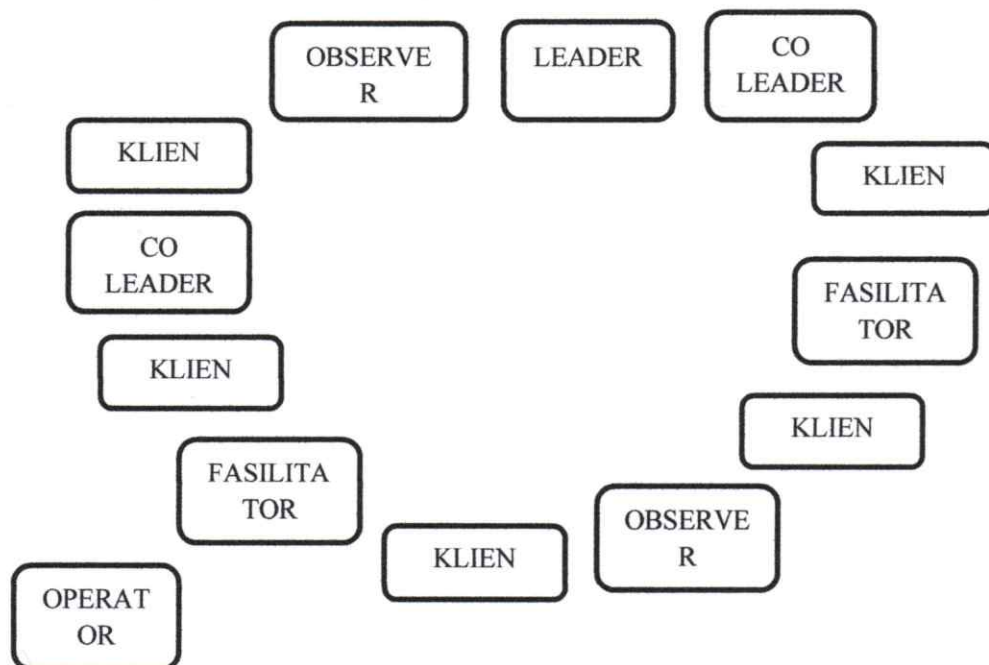 OBSERVE
R
LEADER
CO
LEADER
KLIEN
KLIEN
CO
LEADER
FASILITA
TOR
KLIEN
KLIEN
FASILITA
TOR
OBSERVE
R
KLIEN
OPERAT
OR